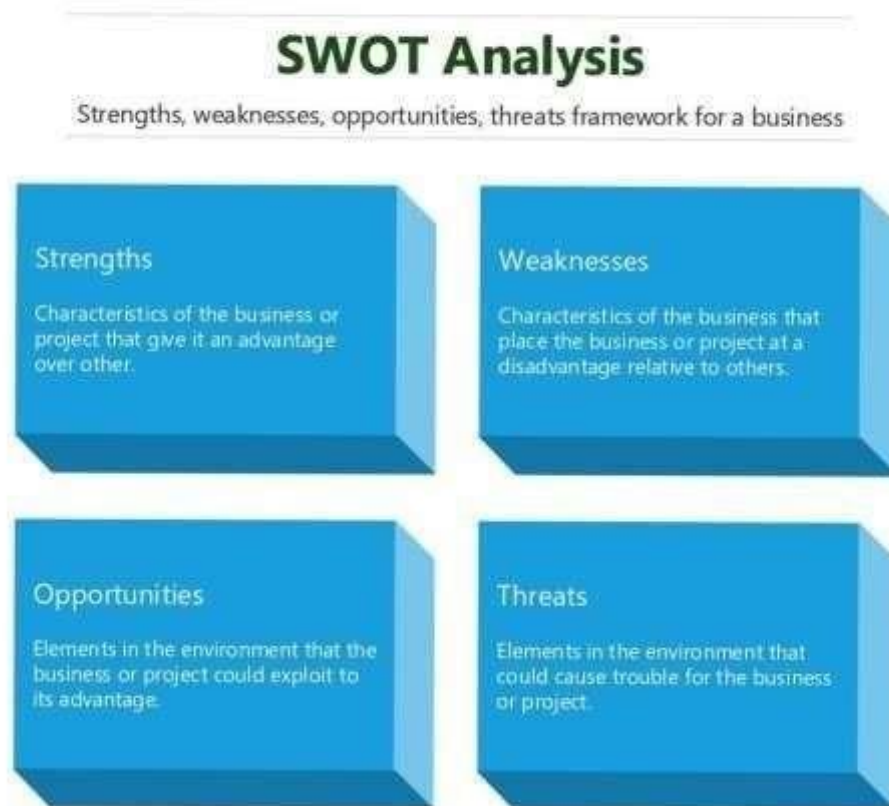 SWOT Analysis
Strengths, weaknesses, opportunities, threats framework for a business
Strengths
Characteristics of the business or
project that give it an advantage
over other.
Weaknesses
Characteristics of the business that
place the business or project at a
disadvantage relative to others.
Opportunities
Elements in the environment that the
business or project could exploit to
its advantage.
Threats
Elements in the environment that
could cause trouble for the business
or project.